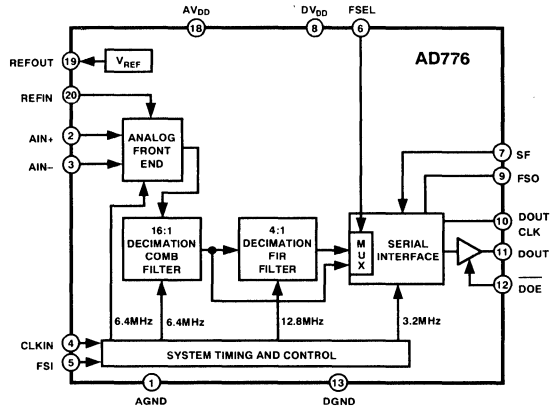 AVDD
DVDD
FSEL
18
8
6
AD776
REFOUT
19
VREF
REFIN
20
AIN+
2
AIN–
3
ANALOG
FRONT
END
7
SF
9
FSO
16:1
DECIMATION
COMB
FILTER
4:1
DECIMATION
FIR
FILTER
MUX
SERIAL
INTERFACE
10
DOUT
CLK
11
DOUT
12
DOE
6.4MHz
6.4MHz
12.8MHz
3.2MHz
CLKIN
4
FSI
5
SYSTEM TIMING AND CONTROL
1
13
AGND
DGND